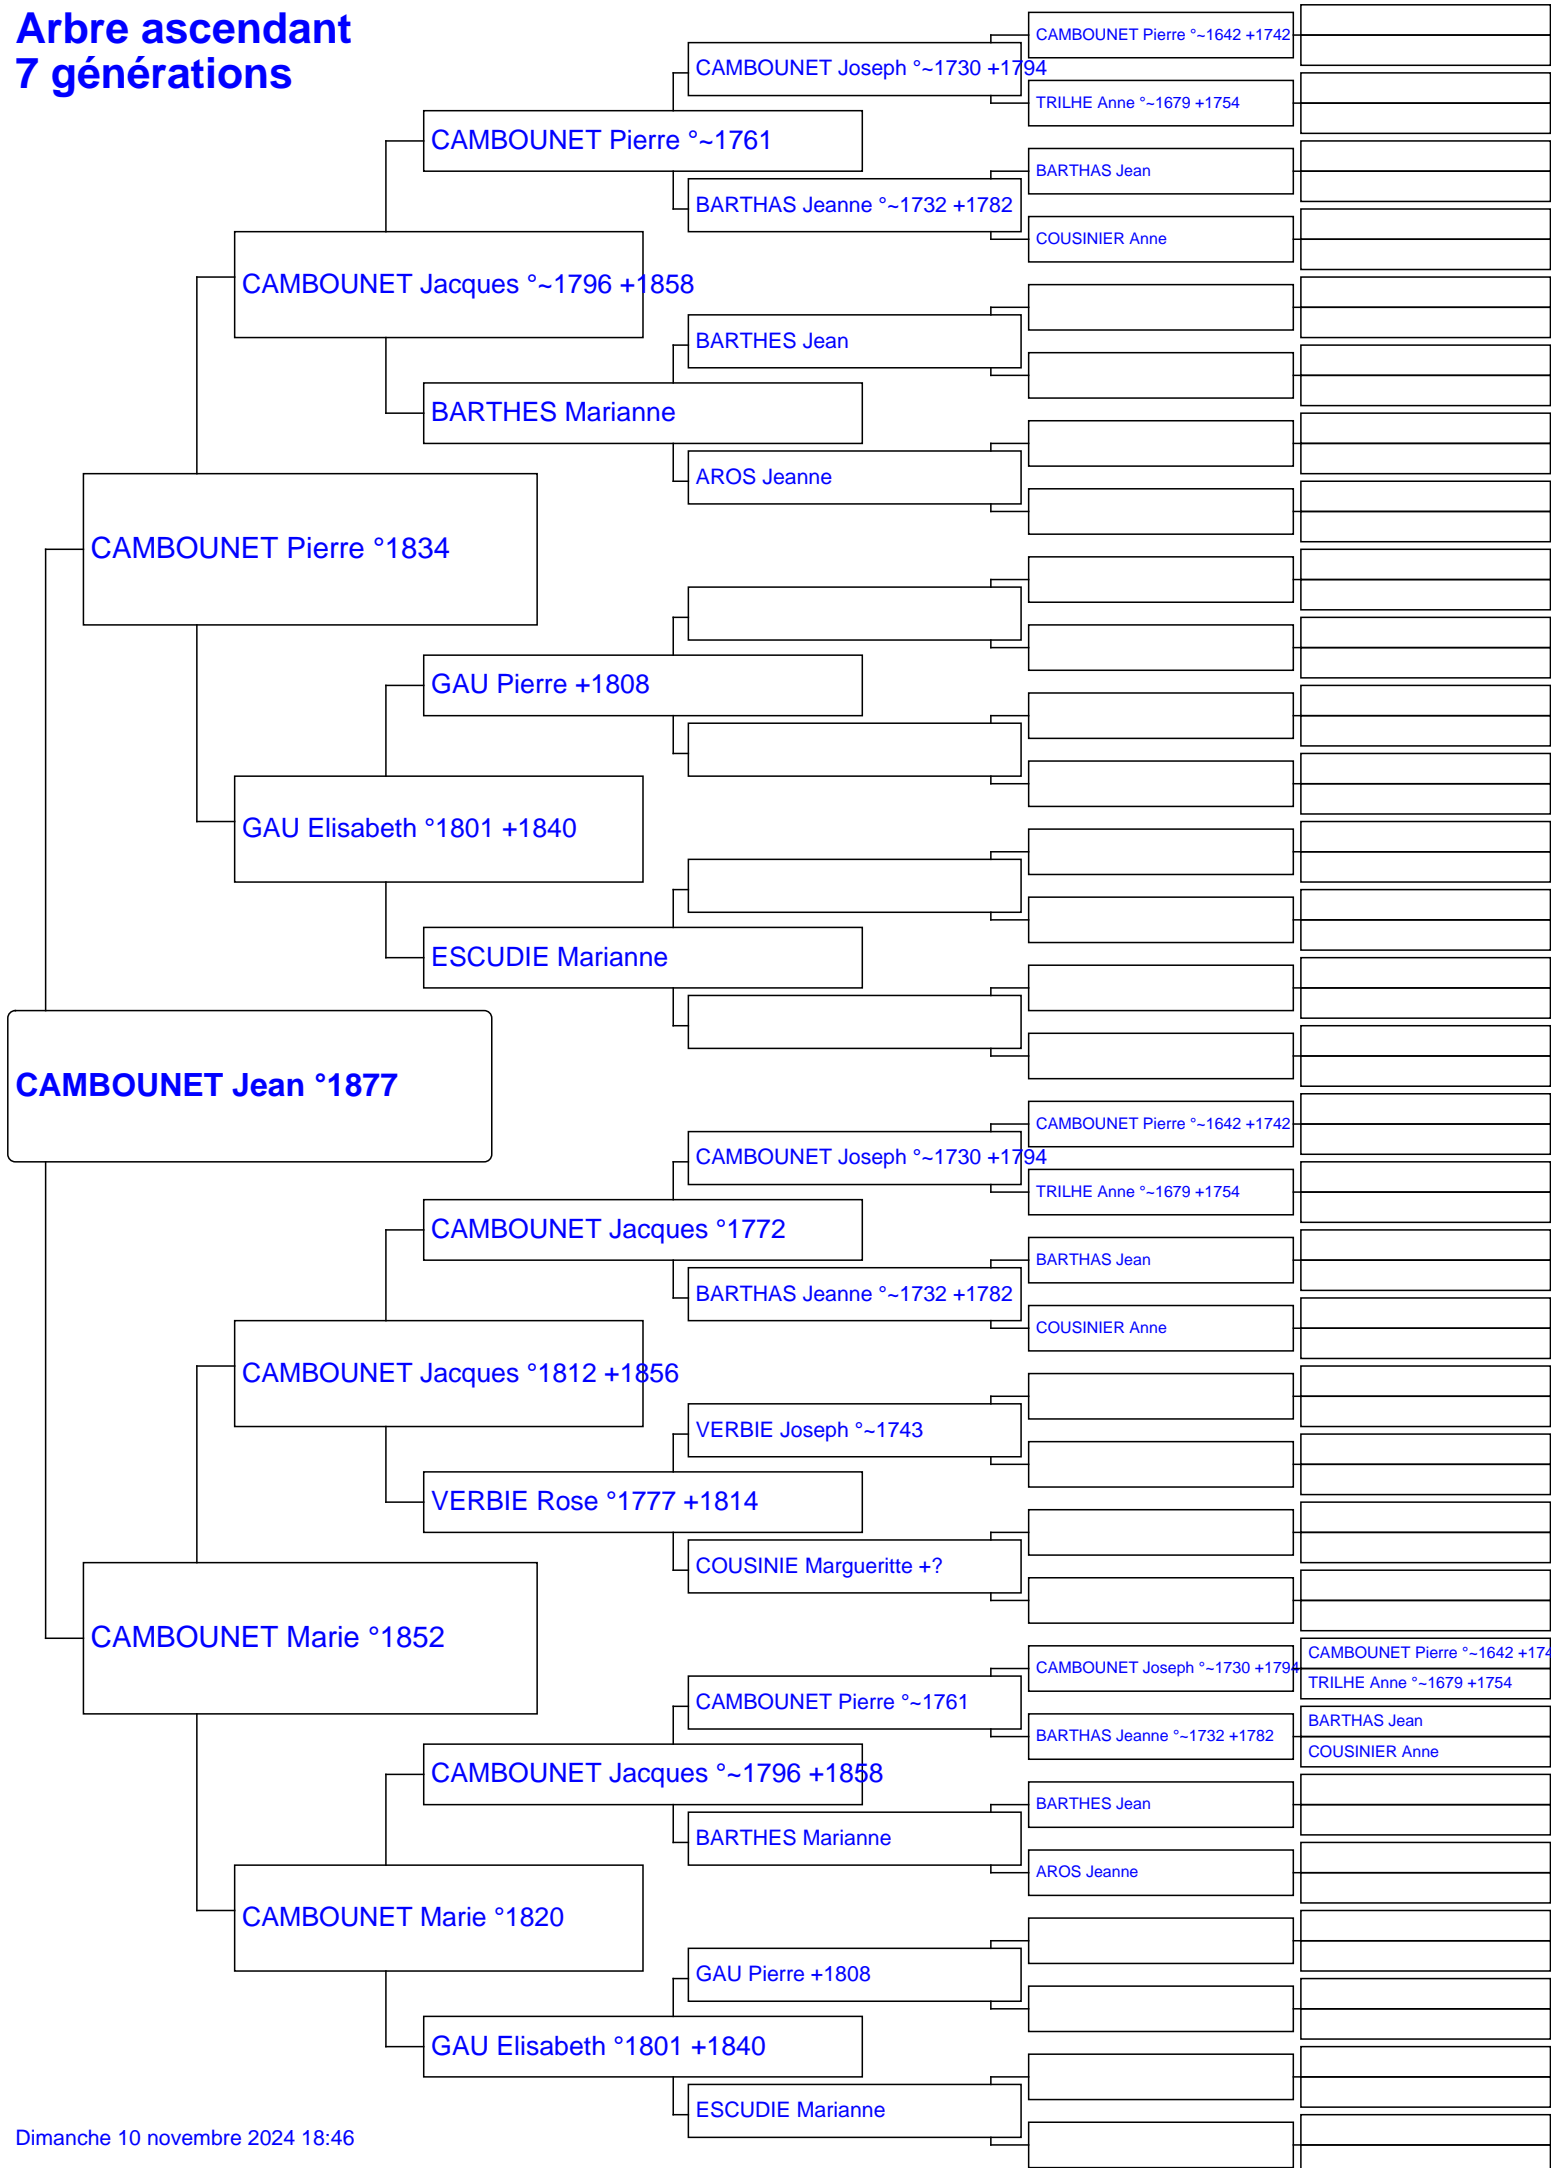 Arbre ascendant
7 générations
CAMBOUNET Pierre °~1642 +1742
CAMBOUNET Joseph °~1730 +1794
TRILHE Anne °~1679 +1754
CAMBOUNET Pierre °~1761
BARTHAS Jean
BARTHAS Jeanne °~1732 +1782
COUSINIER Anne
CAMBOUNET Jacques °~1796 +1858
BARTHES Jean
BARTHES Marianne
AROS Jeanne
CAMBOUNET Pierre °1834
GAU Pierre +1808
GAU Elisabeth °1801 +1840
ESCUDIE Marianne
CAMBOUNET Jean °1877
CAMBOUNET Pierre °~1642 +1742
CAMBOUNET Joseph °~1730 +1794
TRILHE Anne °~1679 +1754
CAMBOUNET Jacques °1772
BARTHAS Jean
BARTHAS Jeanne °~1732 +1782
COUSINIER Anne
CAMBOUNET Jacques °1812 +1856
VERBIE Joseph °~1743
VERBIE Rose °1777 +1814
COUSINIE Margueritte +?
CAMBOUNET Marie °1852
CAMBOUNET Pierre °~1642 +174
CAMBOUNET Joseph °~1730 +1794
TRILHE Anne °~1679 +1754
CAMBOUNET Pierre °~1761
BARTHAS Jean
BARTHAS Jeanne °~1732 +1782
COUSINIER Anne
CAMBOUNET Jacques °~1796 +1858
BARTHES Jean
BARTHES Marianne
AROS Jeanne
CAMBOUNET Marie °1820
GAU Pierre +1808
GAU Elisabeth °1801 +1840
ESCUDIE Marianne
Dimanche 10 novembre 2024 18:46